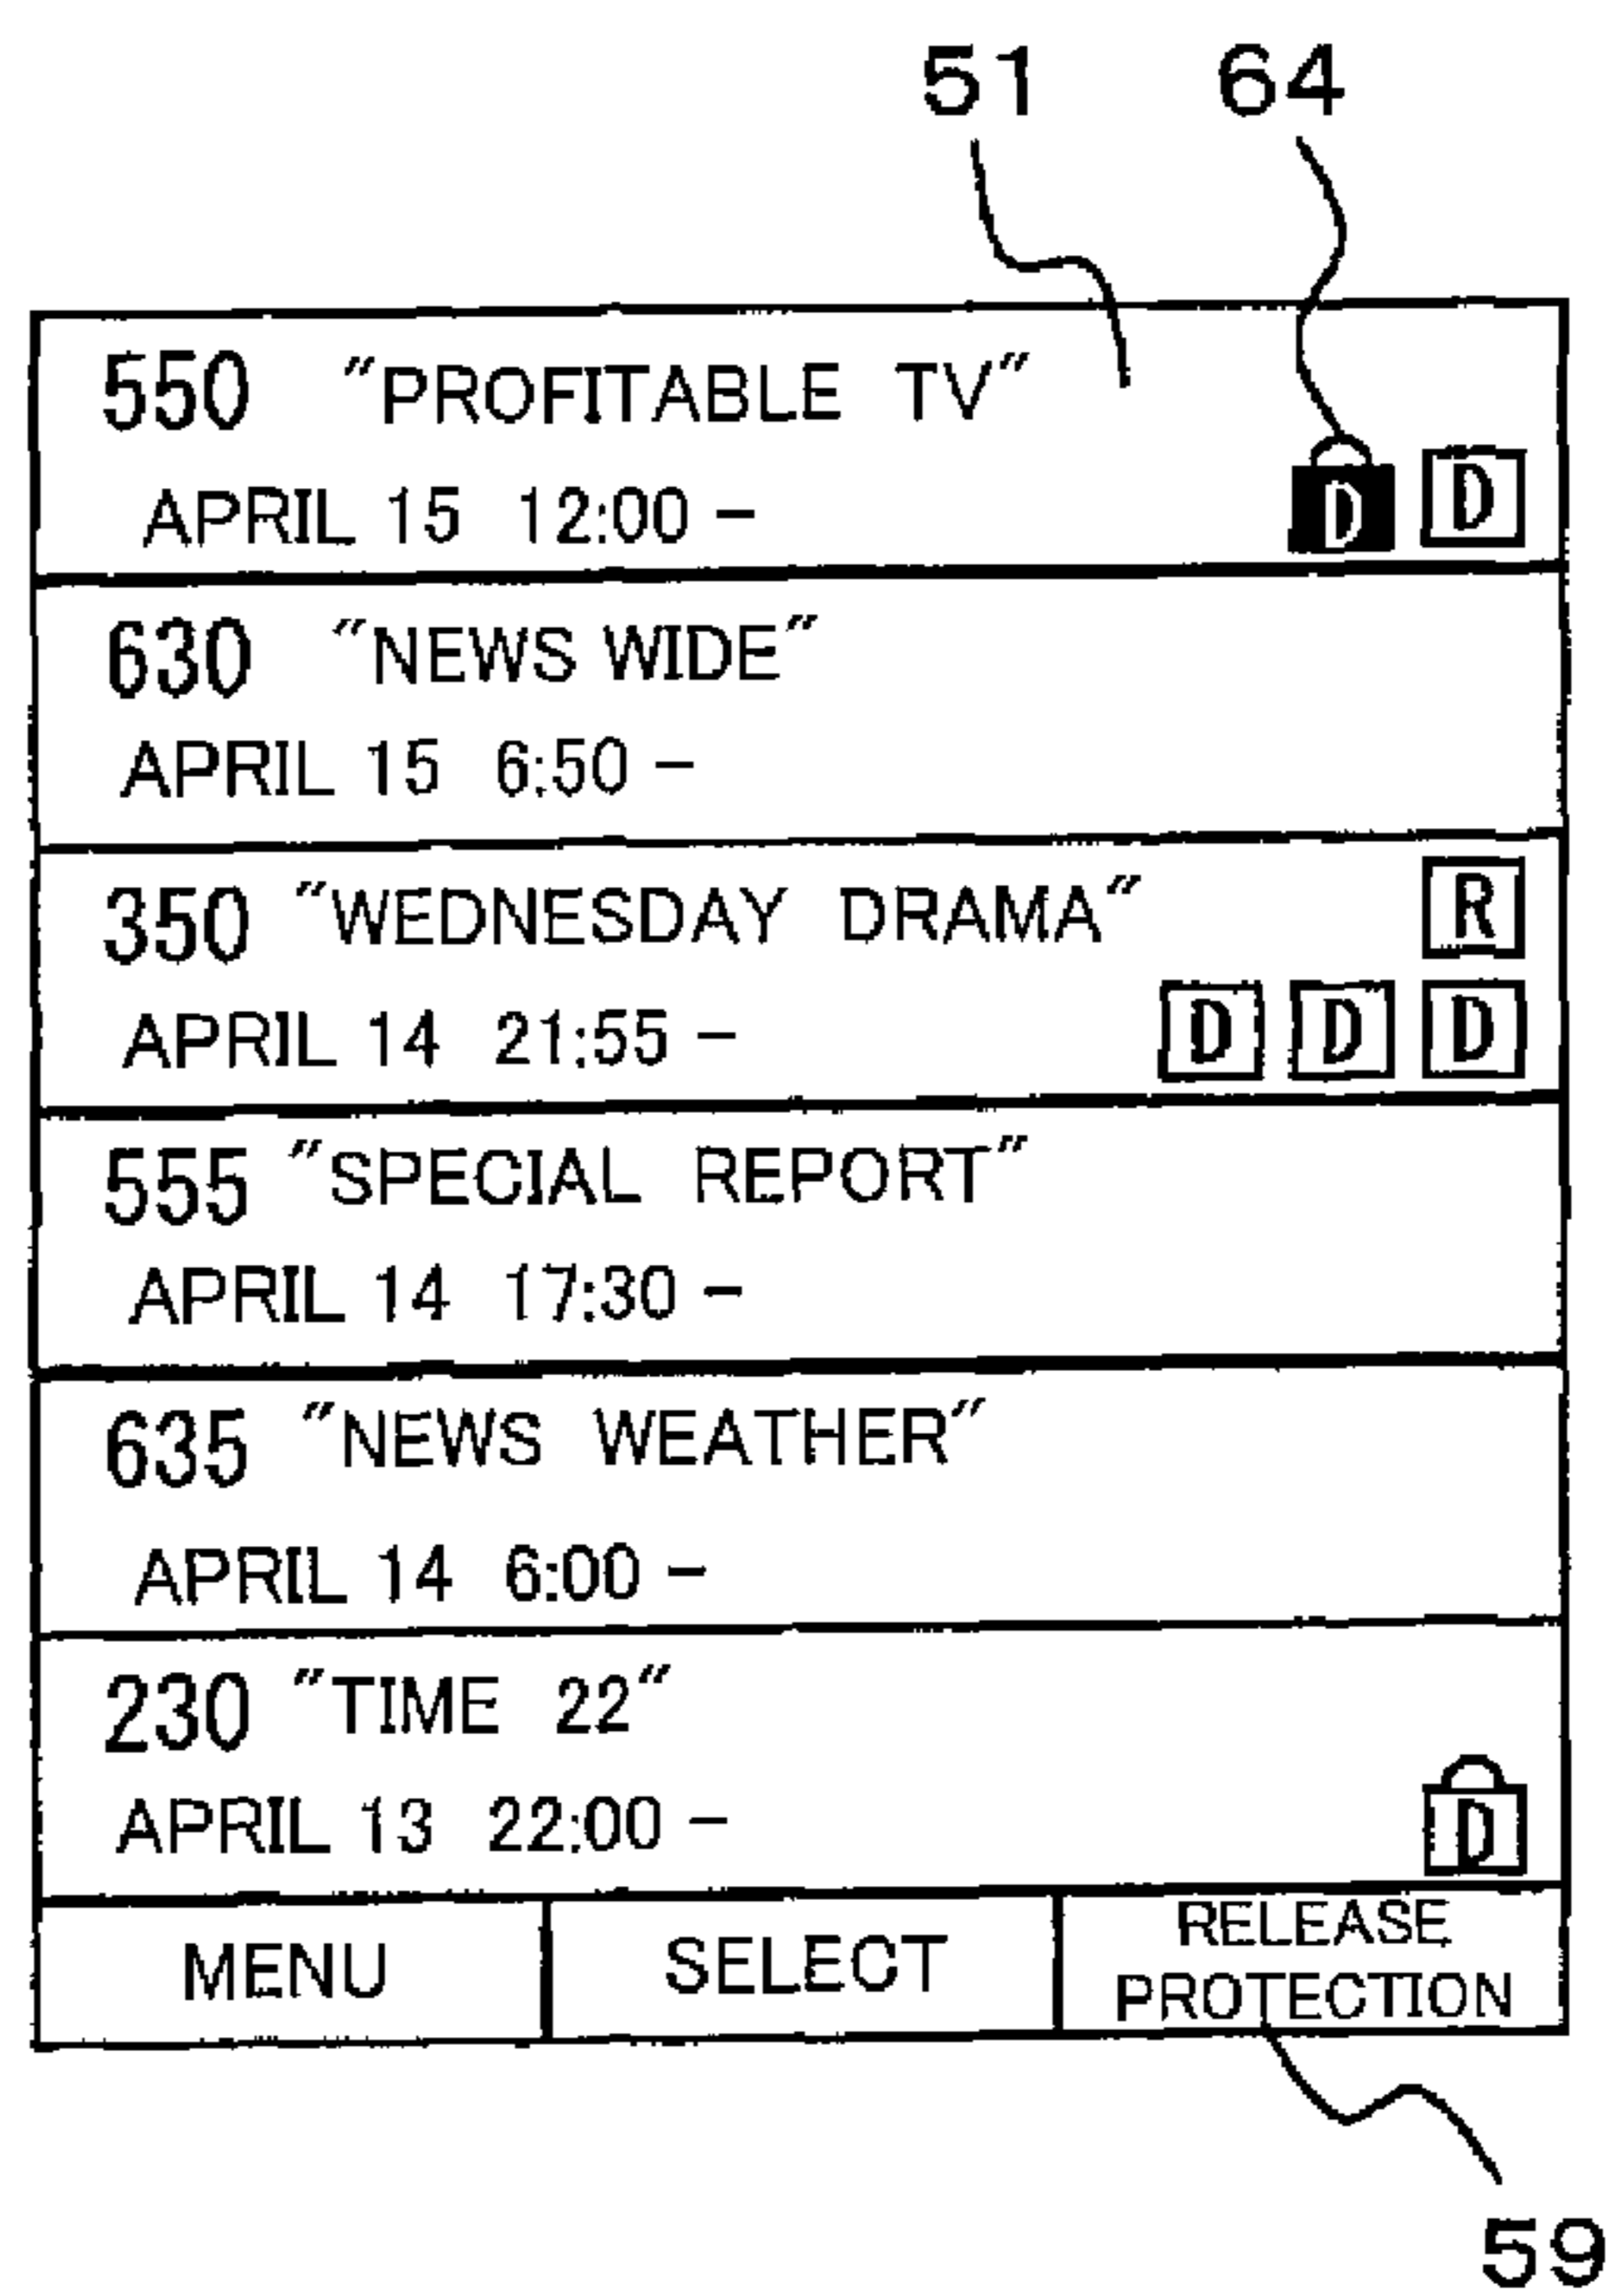 51 64
550 "PROFITABLE TV"
APRIL 15 12:00 - D D
630 "NEWS WIDE"
APRIL 15 6:50 -
350 "WEDNESDAY DRAMA" R
APRIL 14 21:55 - D D D
555 "SPECIAL REPORT"
APRIL 14 17:30 -
635 "NEWS WEATHER"
APRIL 14 6:00 -
230 "TIME 22"
APRIL 13 22:00 - D
MENU SELECT RELEASE
PROTECTION
59